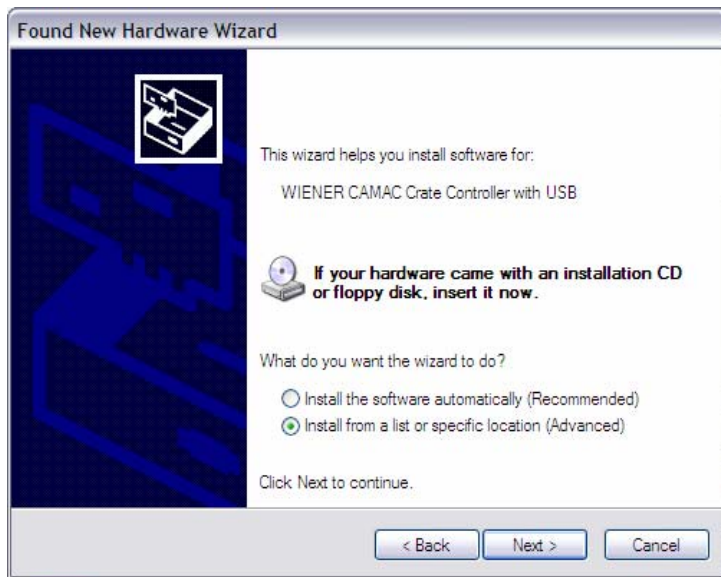 Found New Hardware Wizard
This wizard helps you install software for:
WIENER CAMAC Crate Controller with USB
If your hardware came with an installation CD
or floppy disk, insert it now.
What do you want the wizard to do?
Install the software automatically (Recommended)
Install from a list or specific location (Advanced)
Click Next to continue.
< Back Next > Cancel